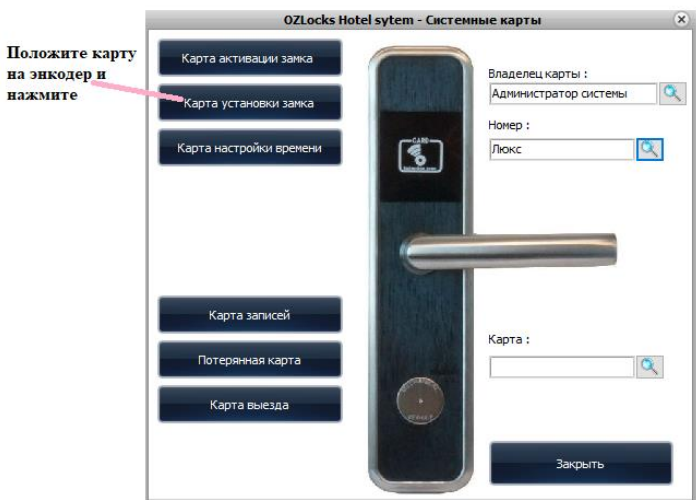 OZLocks Hotel sytem - Системные карты
Положите карту
на энкодер и
нажмите
Карта активации замка
Карта установки замка
Карта настройки времени
Владелец карты :
Администратор системы
Номер :
Люкс
CARD
Карта записей
Потерянная карта
Карта выезда
Карта :
Закрыть